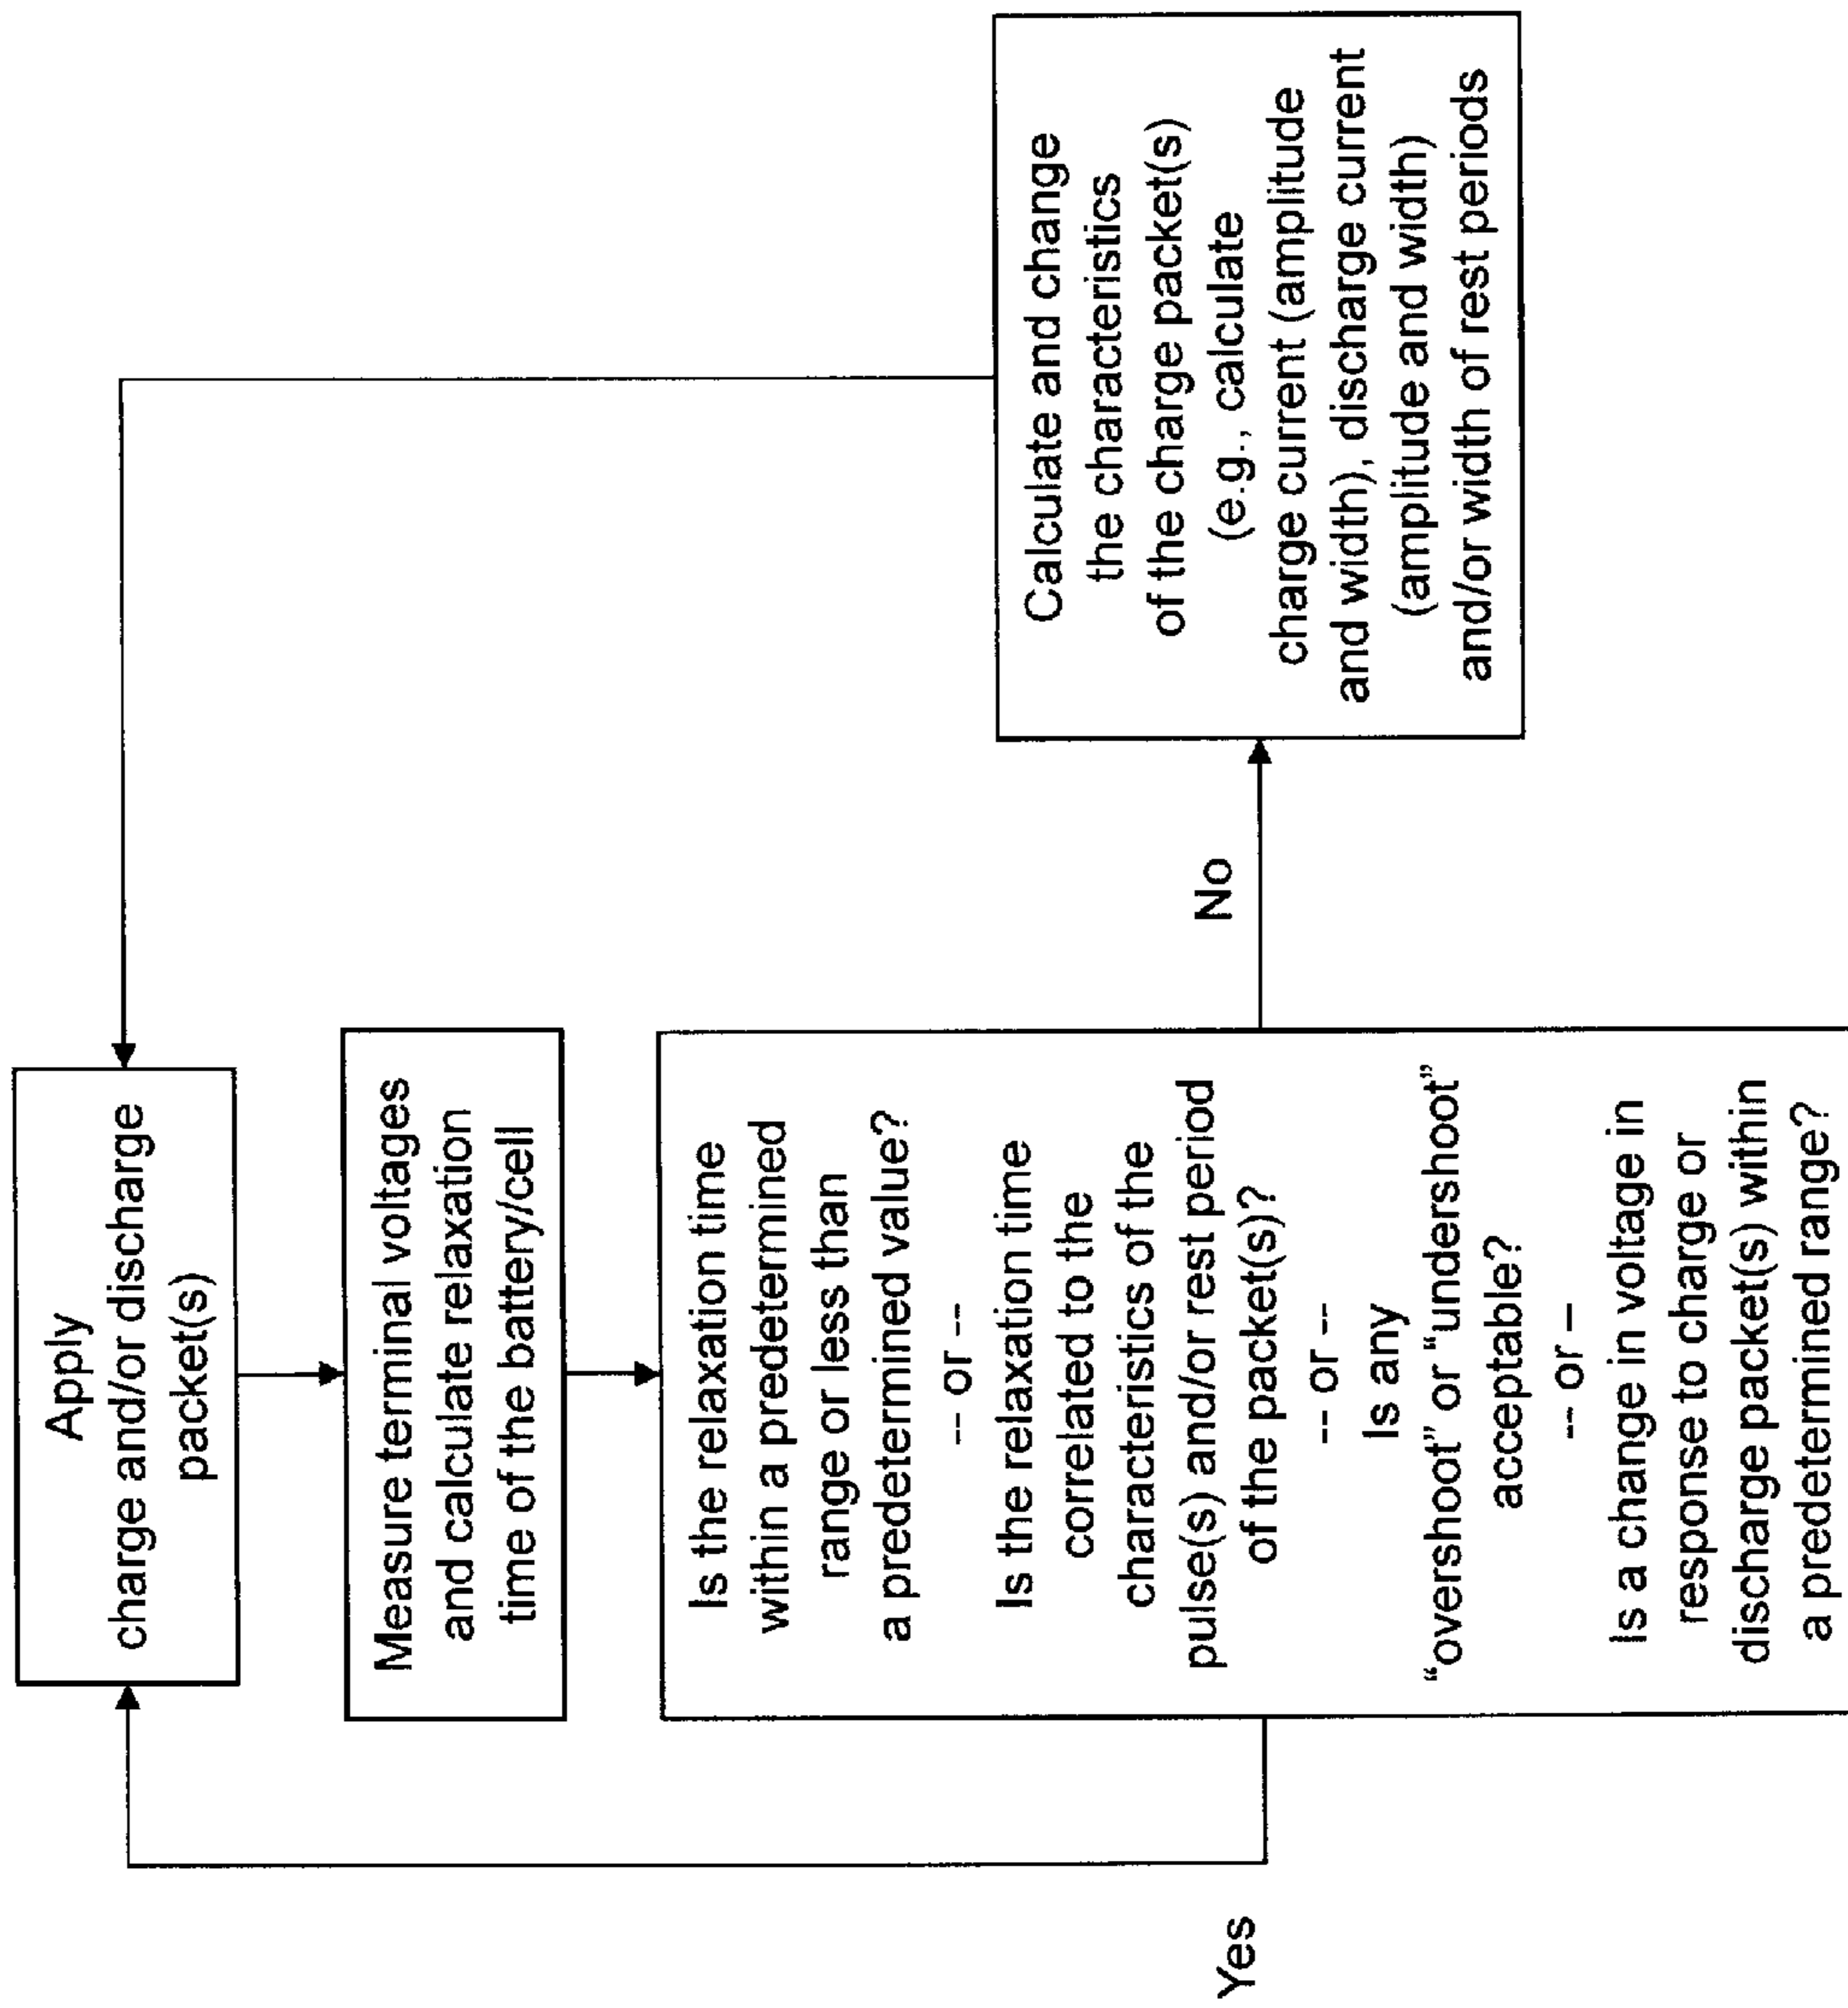 Apply
charge and/or discharge
packet(s)
Measure terminal voltages
and calculate relaxation
time of the battery/cell
Is the relaxation time
within a predetermined
range or less than
a predetermined value?
-- or --
Is the relaxation time
correlated to the
characteristics of the
pulse(s) and/or rest period
of the packet(s)?
-- or --
Is any
“overshoot” or “undershoot”
acceptable?
-- or –
Is a change in voltage in
response to charge or
discharge packet(s) within
a predetermined range?
Yes
No
Calculate and change
the characteristics
of the charge packet(s)
(e.g., calculate
charge current (amplitude
and width), discharge current
(amplitude and width)
and/or width of rest periods